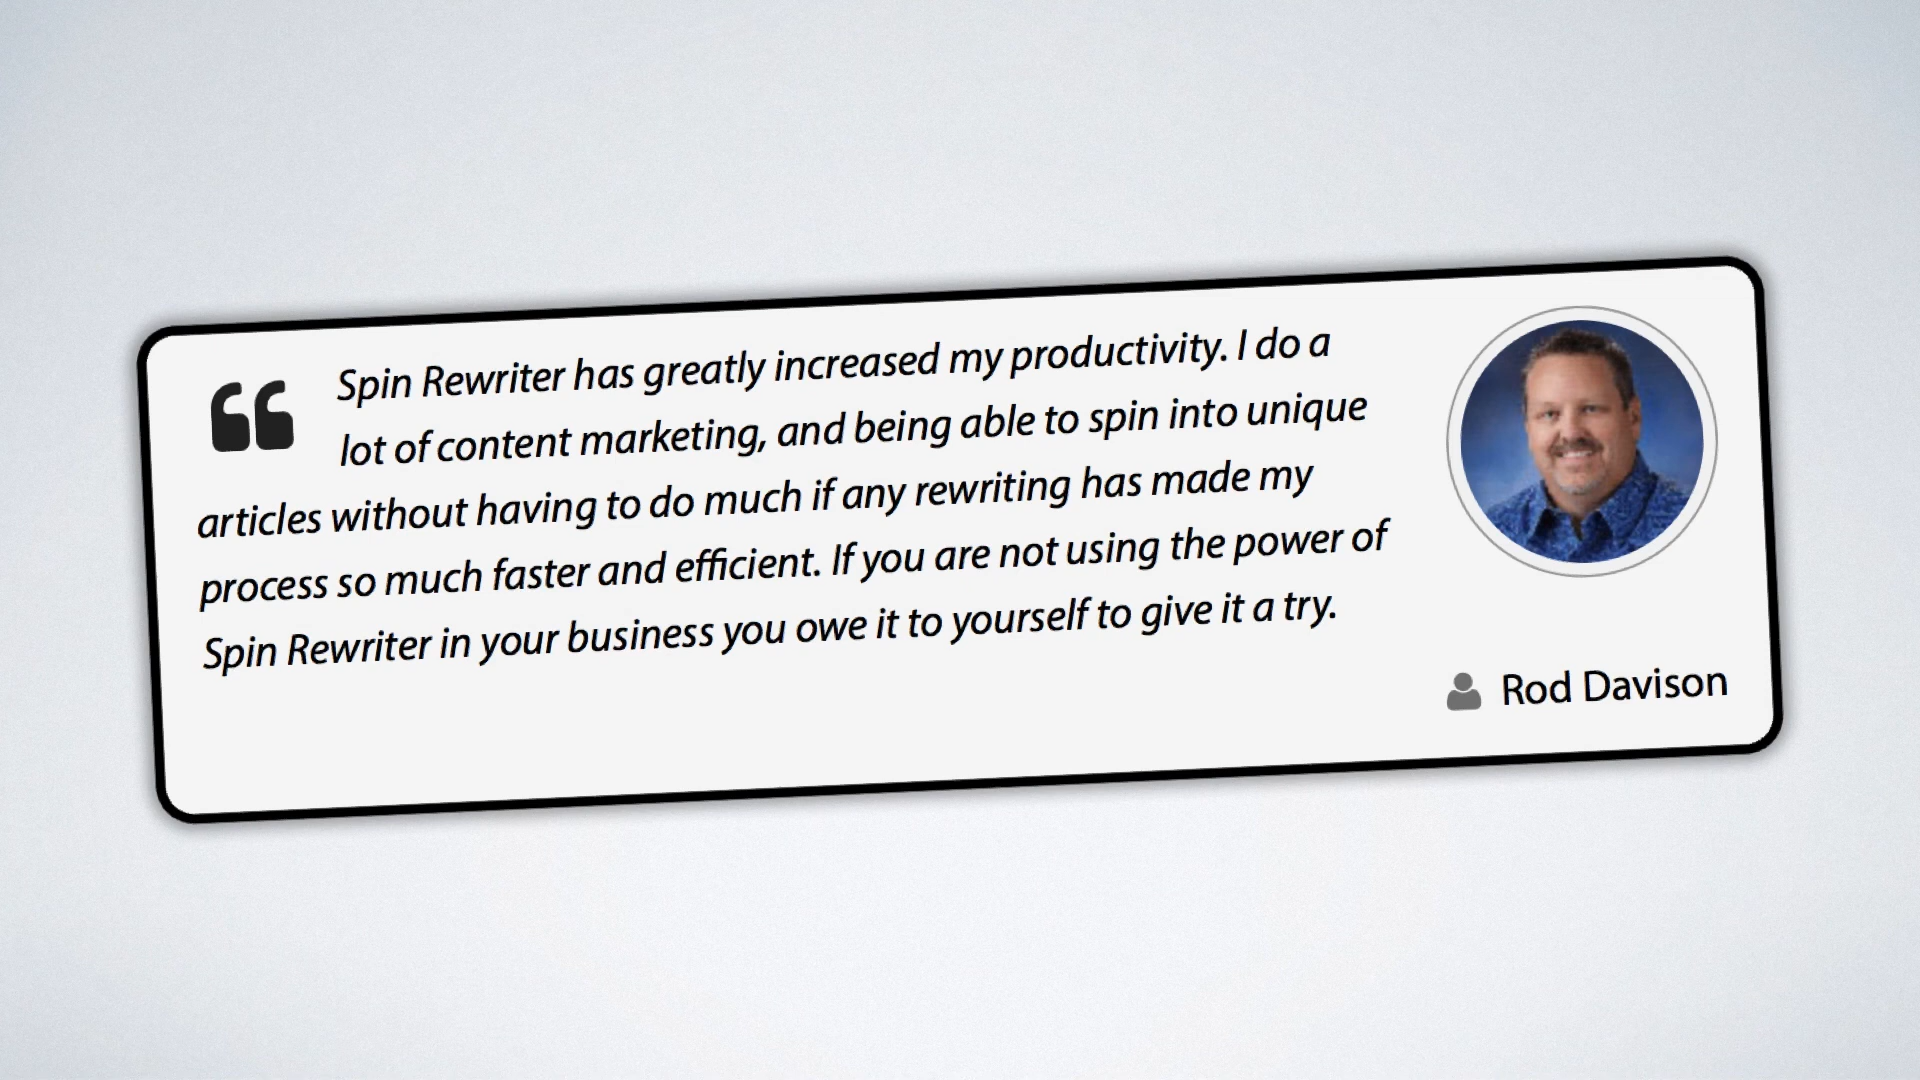 Spin Rewriter has greatly increased my productivity. I do a
lot of content marketing, and being able to spin into unique
articles without having to do much if any rewriting has made my
process so much faster and efficient. If you are not using the power of
Spin Rewriter in your business you owe it to yourself to give it a try.
Rod Davison